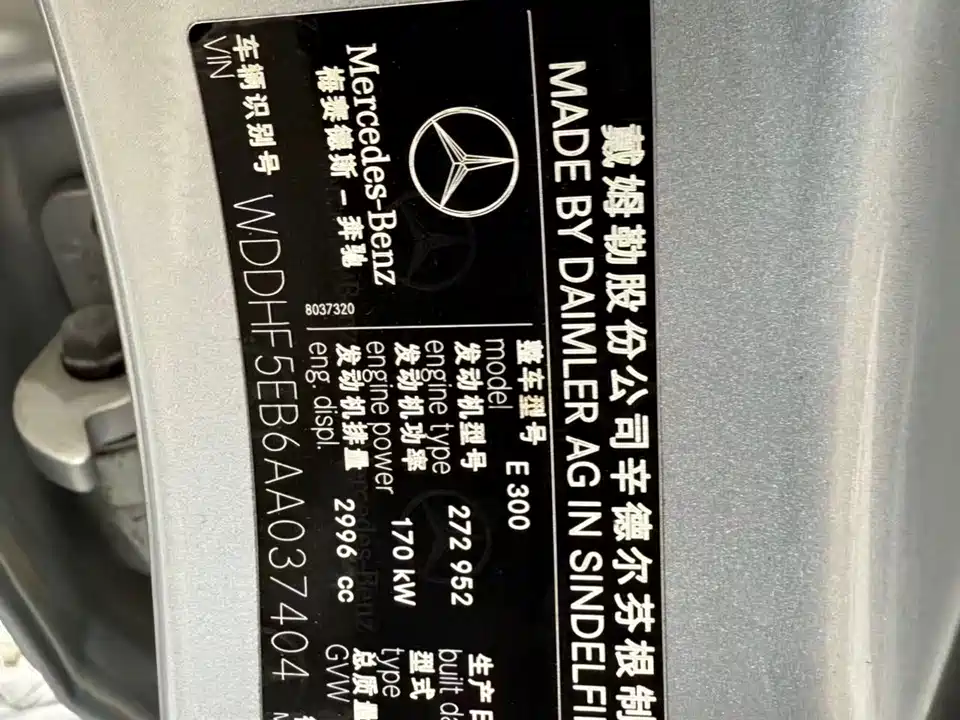 戴姆勒股份公司辛德尔芬根制
MADE BY DAIMLER AG IN SINDELFI
Mercedes-Benz
梅赛德斯-奔驰
8037320
整车型号 E 300
model
发动机型号 272 952
engine type
发动机功率 170 kW
engine power
发动机排量 2996 cc
eng. displ.
生产日
built da
型式
type
总质量
GVW
车辆识别号 WDDHF5EB6AA037404
VIN